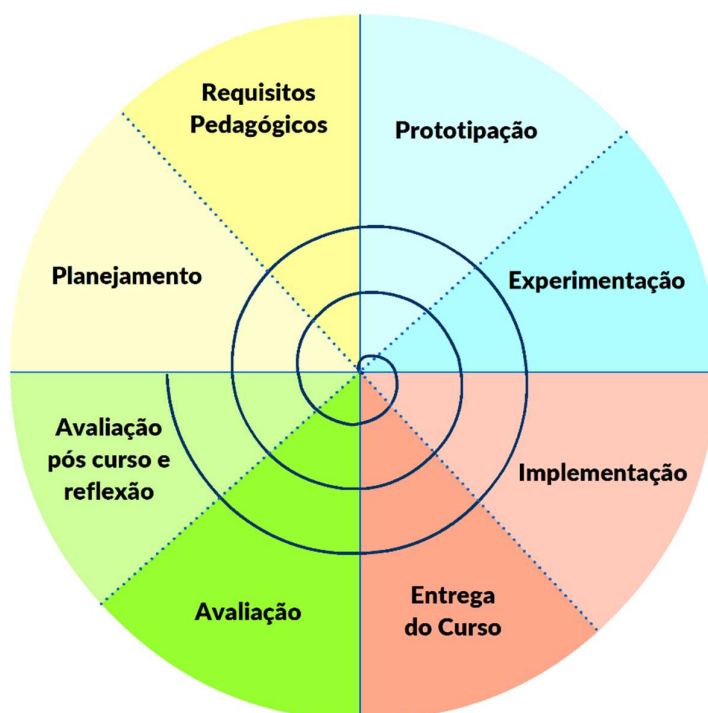 Requisitos
Pedagógicos
Prototipação
Planejamento
Experimentação
Avaliação
pós curso e
reflexão
Implementação
Avaliação
Entrega
do Curso